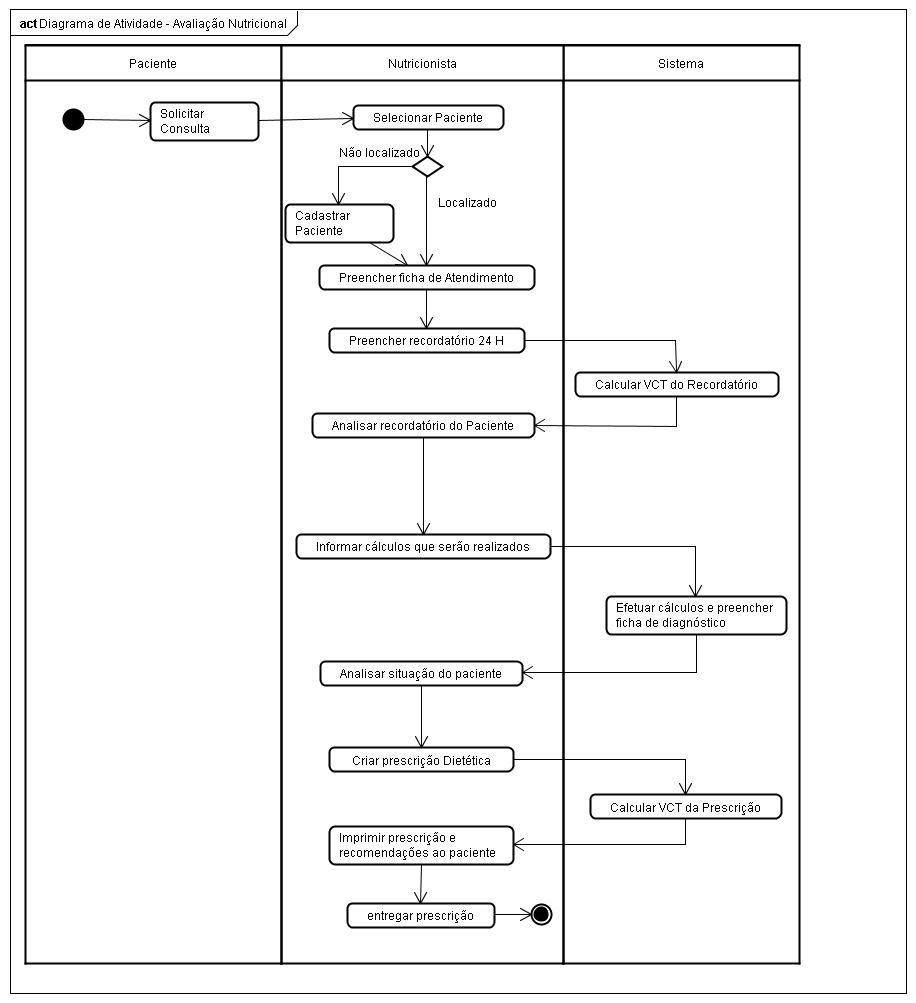 act Diagrama de Atividade - Avaliação Nutricional
Paciente
Nutricionista
Sistema
Solicitar
Consulta
Selecionar Paciente
Não localizado
Localizado
Cadastrar
Paciente
Preencher ficha de Atendimento
Preencher recordatório 24 H
Calcular VCT do Recordatório
Analisar recordatório do Paciente
Informar cálculos que serão realizados
Efetuar cálculos e preencher
ficha de diagnóstico
Analisar situação do paciente
Criar prescrição Dietética
Calcular VCT da Prescrição
Imprimir prescrição e
recomendações ao paciente
entregar prescrição